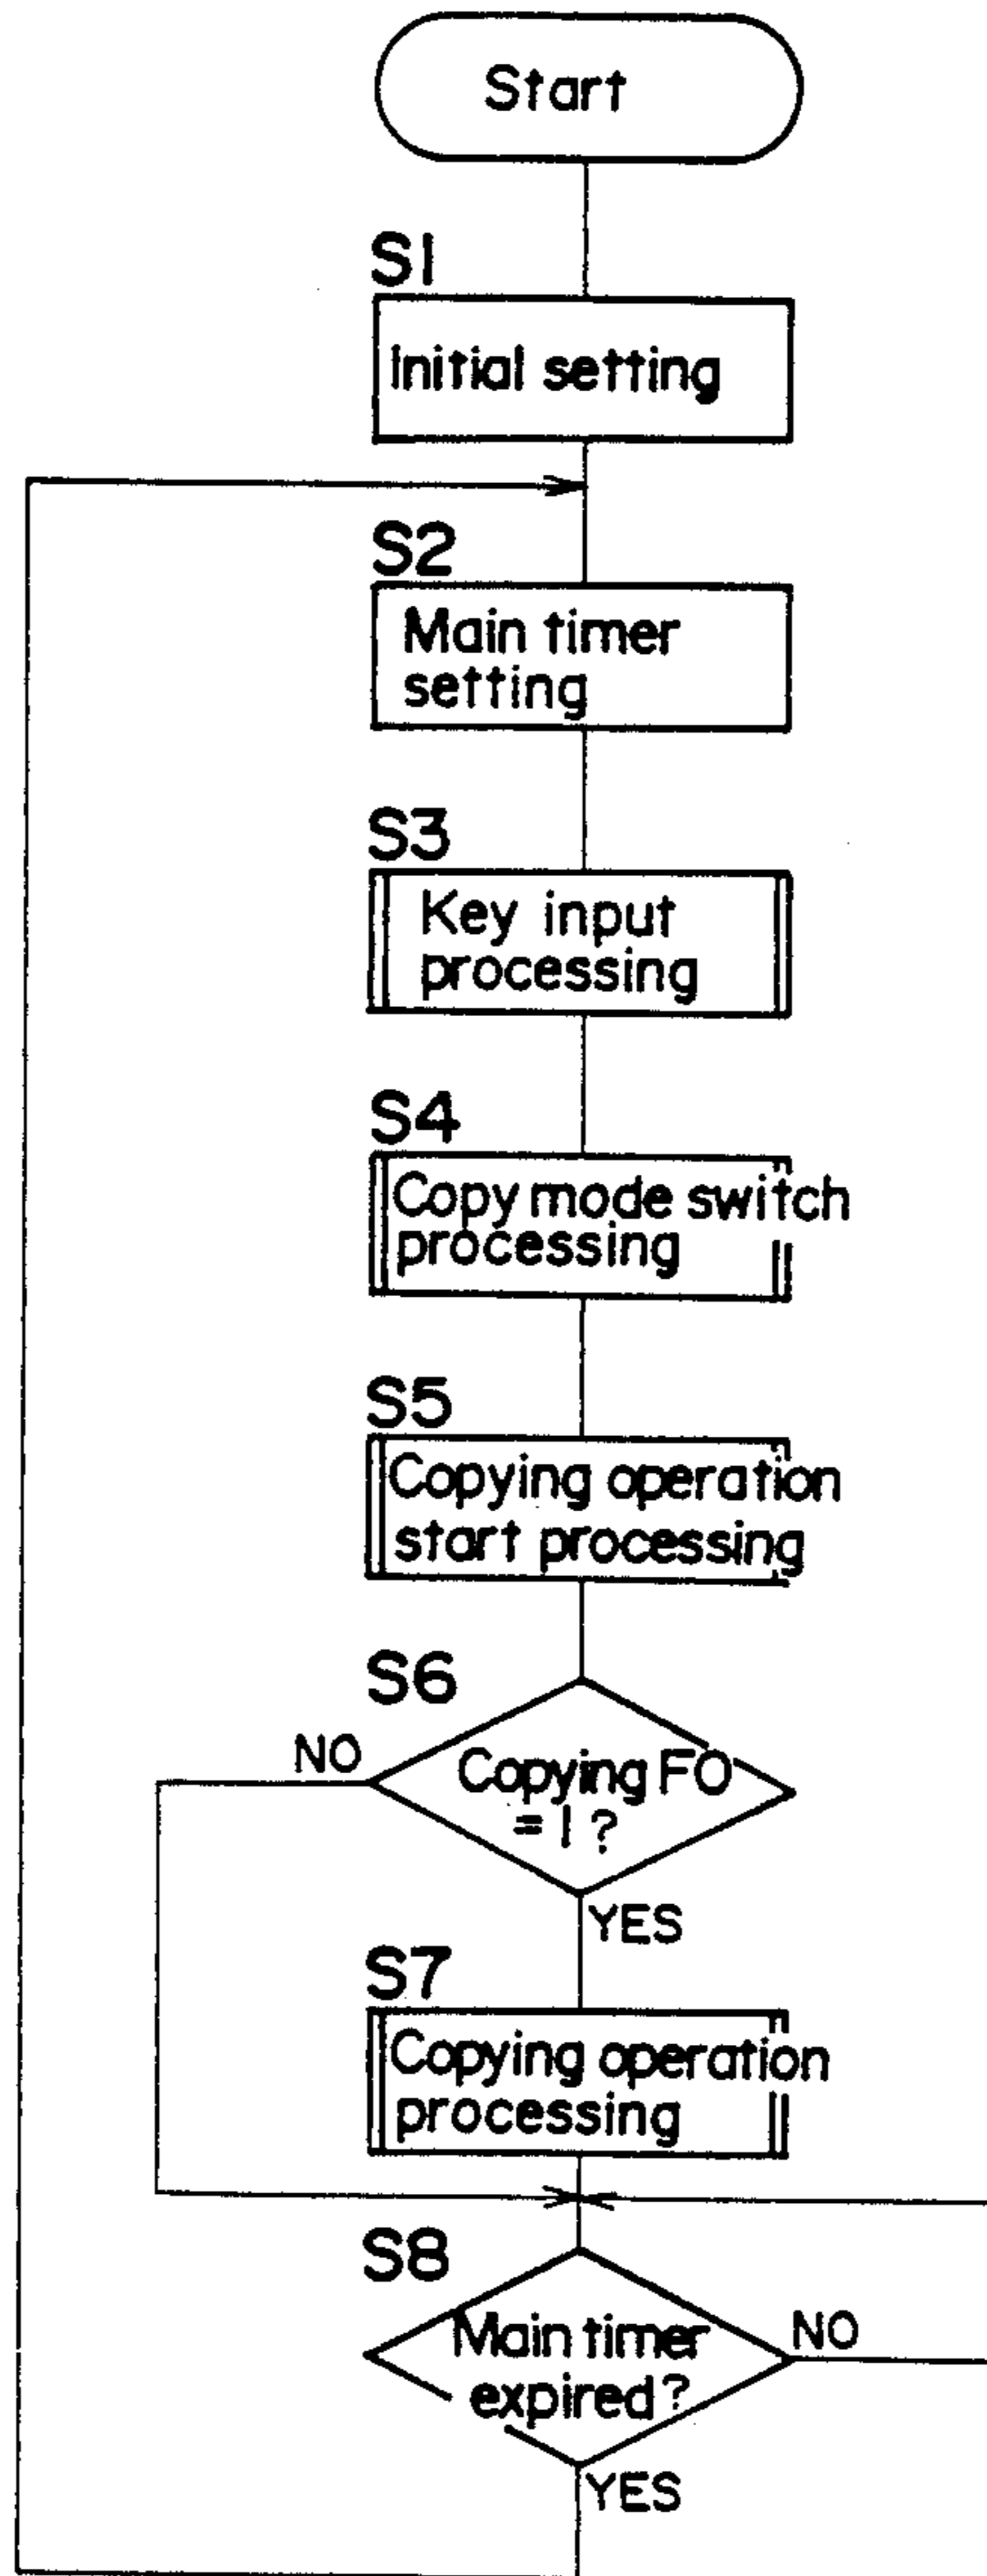 Start
S1
Initial setting
S2
Main timer
setting
S3
Key input
processing
S4
Copy mode switch
processing
S5
Copying operation
start processing
S6
NO
Copying F0
=1?
YES
S7
Copying operation
processing
S8
Main timer
expired?
NO
YES